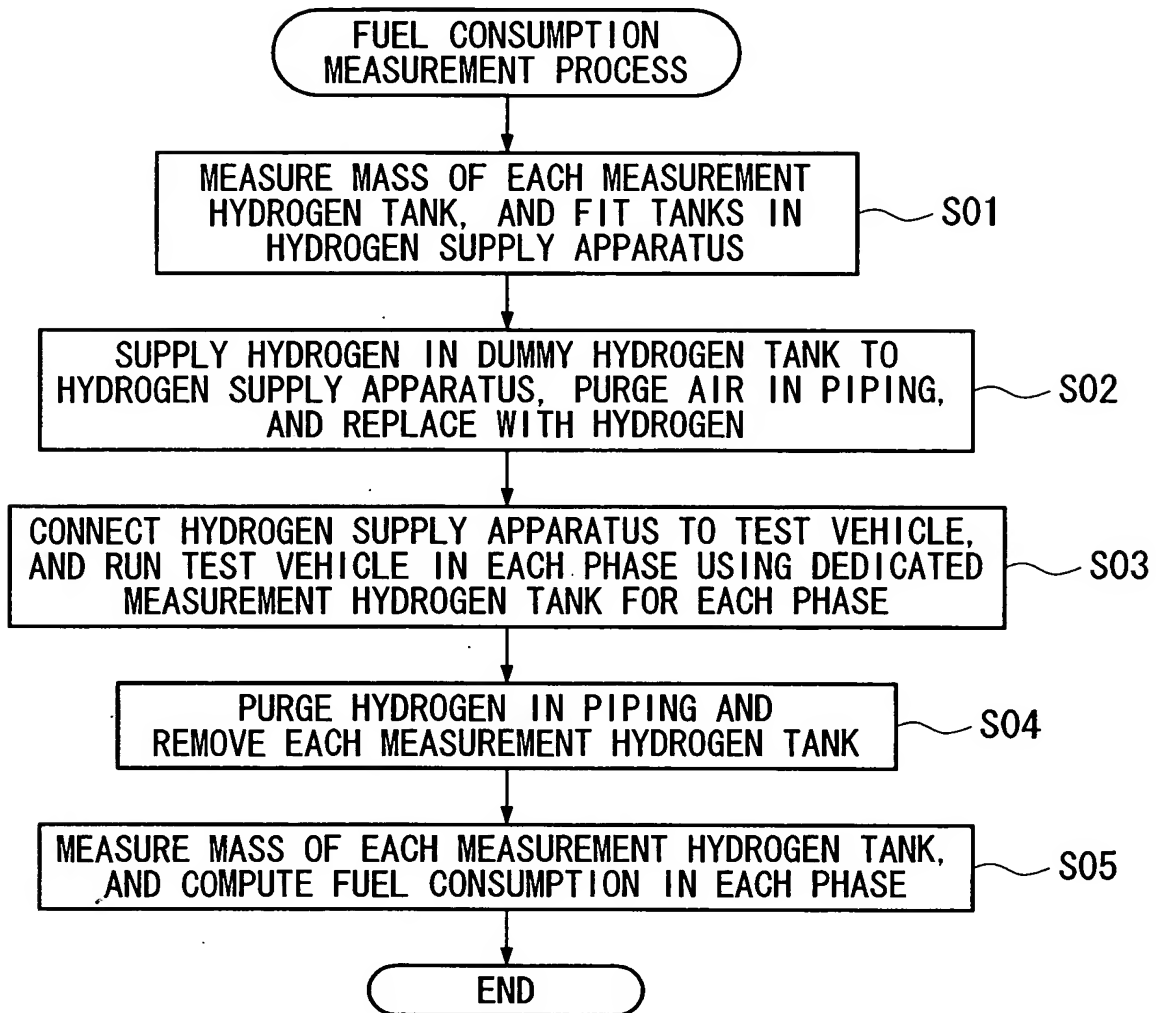 FUEL CONSUMPTION
MEASUREMENT PROCESS
MEASURE MASS OF EACH MEASUREMENT
HYDROGEN TANK, AND FIT TANKS IN
HYDROGEN SUPPLY APPARATUS
S01
SUPPLY HYDROGEN IN DUMMY HYDROGEN TANK TO
HYDROGEN SUPPLY APPARATUS, PURGE AIR IN PIPING,
AND REPLACE WITH HYDROGEN
S02
CONNECT HYDROGEN SUPPLY APPARATUS TO TEST VEHICLE,
AND RUN TEST VEHICLE IN EACH PHASE USING DEDICATED
MEASUREMENT HYDROGEN TANK FOR EACH PHASE
S03
PURGE HYDROGEN IN PIPING AND
REMOVE EACH MEASUREMENT HYDROGEN TANK
S04
MEASURE MASS OF EACH MEASUREMENT HYDROGEN TANK,
AND COMPUTE FUEL CONSUMPTION IN EACH PHASE
S05
END